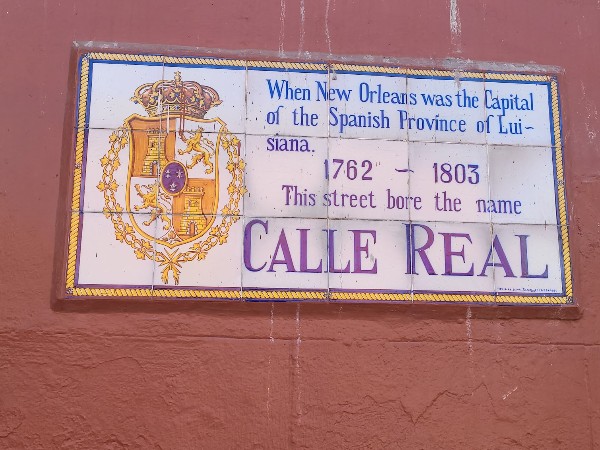 When New Orleans was the Capital
of the Spanish Province of Lui-
siana.
1762 - 1803
This street bore the name
CALLE REAL